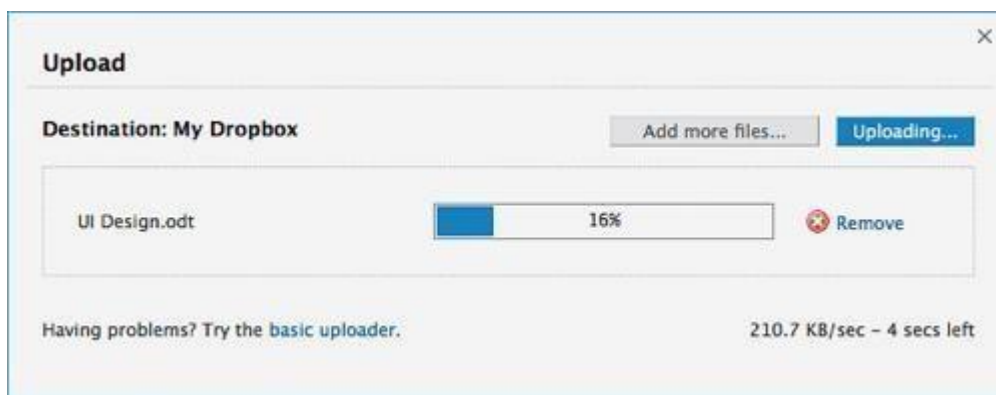 Upload
Destination: My Dropbox
Add more files...
Uploading...
UI Design.odt
16%
Remove
Having problems? Try the basic uploader.
210.7 KB/sec – 4 secs left